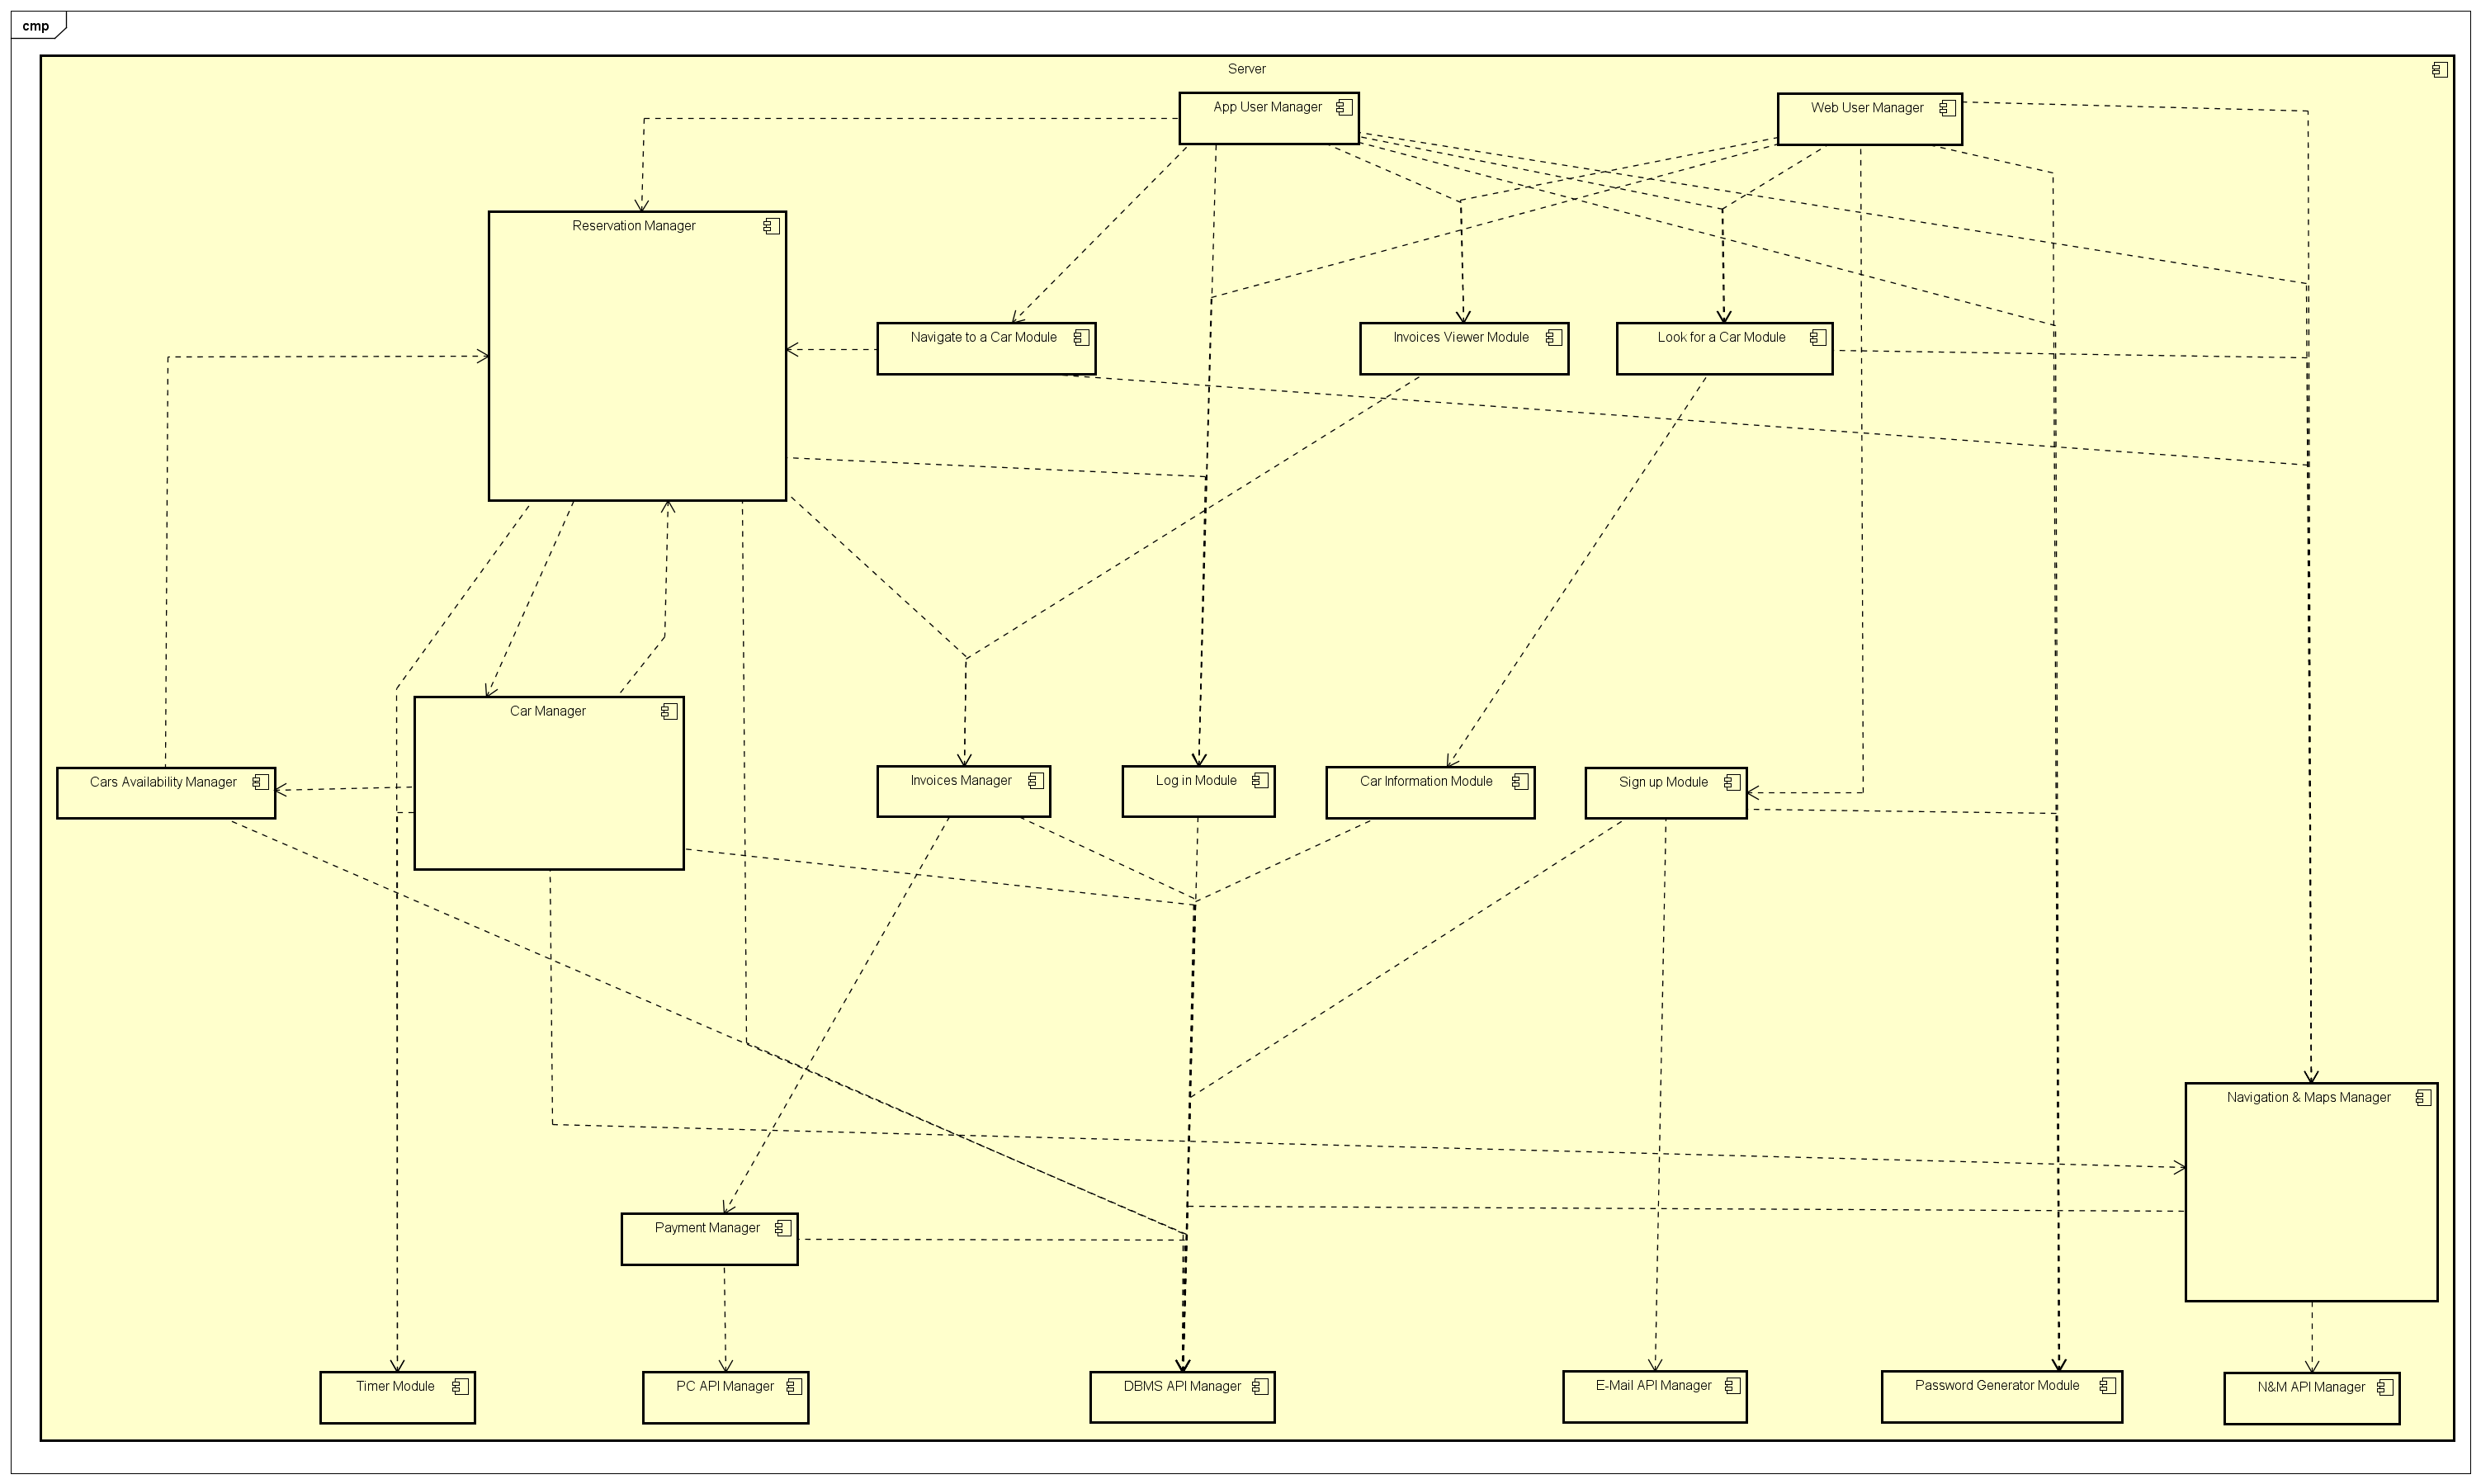 cmp
Server
App User Manager
Web User Manager
Reservation Manager
Navigate to a Car Module
Invoices Viewer Module
Look for a Car Module
Car Manager
Cars Availability Manager
Invoices Manager
Log in Module
Car Information Module
Sign up Module
Navigation & Maps Manager
Payment Manager
Timer Module
PC API Manager
DBMS API Manager
E-Mail API Manager
Password Generator Module
N&M API Manager